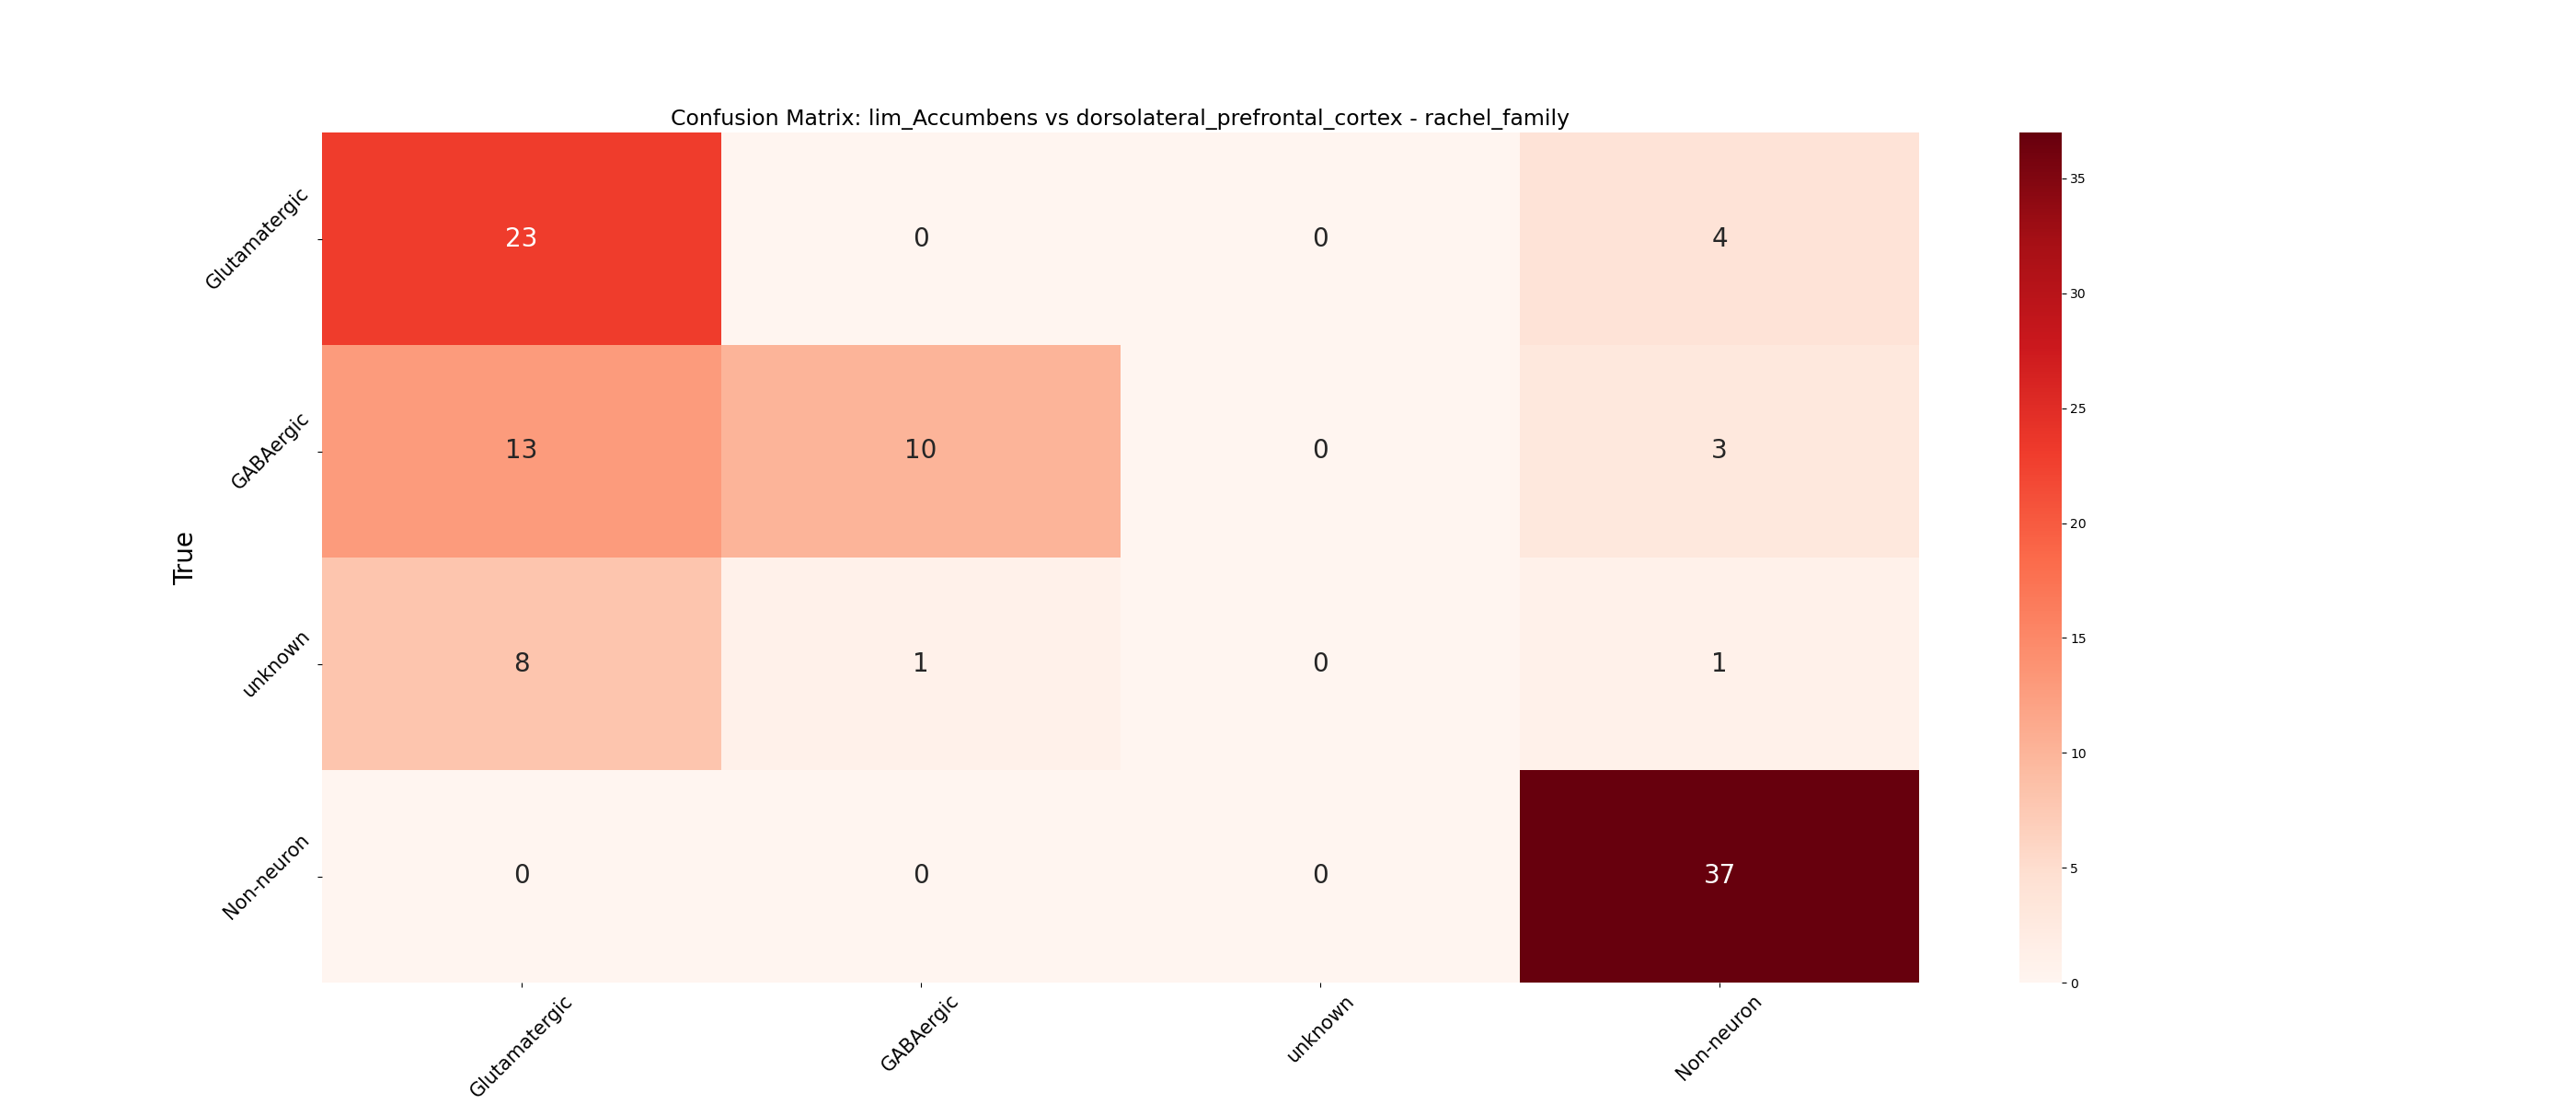 Confusion Matrix: lim_Accumbens vs dorsolateral_prefrontal_cortex - rachel_family
True
Glutamatergic
23
0
0
4
GABAergic
13
10
0
3
unknown
8
1
0
1
Non-neuron
0
0
0
37
Glutamatergic
GABAergic
unknown
Non-neuron
35
30
25
20
15
10
5
0